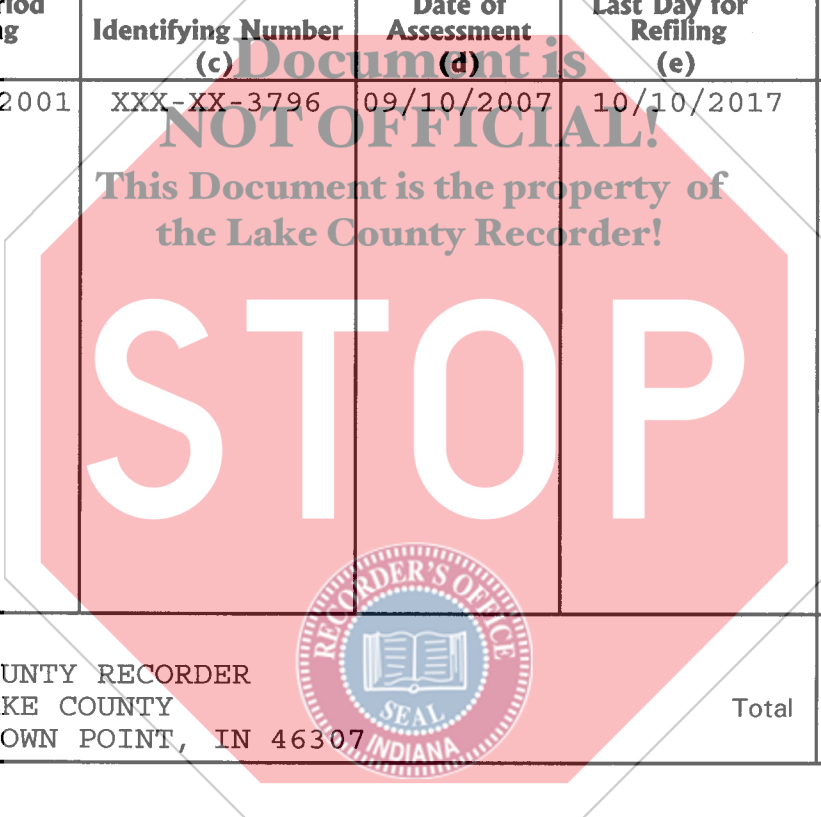 riod
ng
Identifying Number
(c)
Date of
Assessment
(d)
Last Day for
Refiling
(e)
Document is
2001 XXX-XX-3796 09/10/2007 10/10/2017
NOT OFFICIAL!
This Document is the property of
the Lake County Recorder!
STOP
RECORDER'S OFFICE
SEAL
INDIANA
UNTY RECORDER
KE COUNTY
OWN POINT, IN 46307
Total